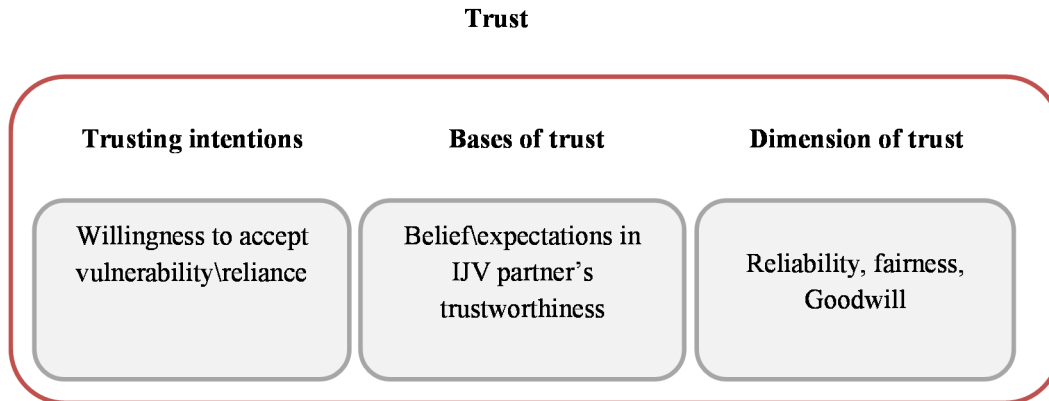 Trust
Trusting intentions
Bases of trust
Dimension of trust
Willingness to accept
vulnerability\reliance
Belief\expectations in
IJV partner’s
trustworthiness
Reliability, fairness,
Goodwill